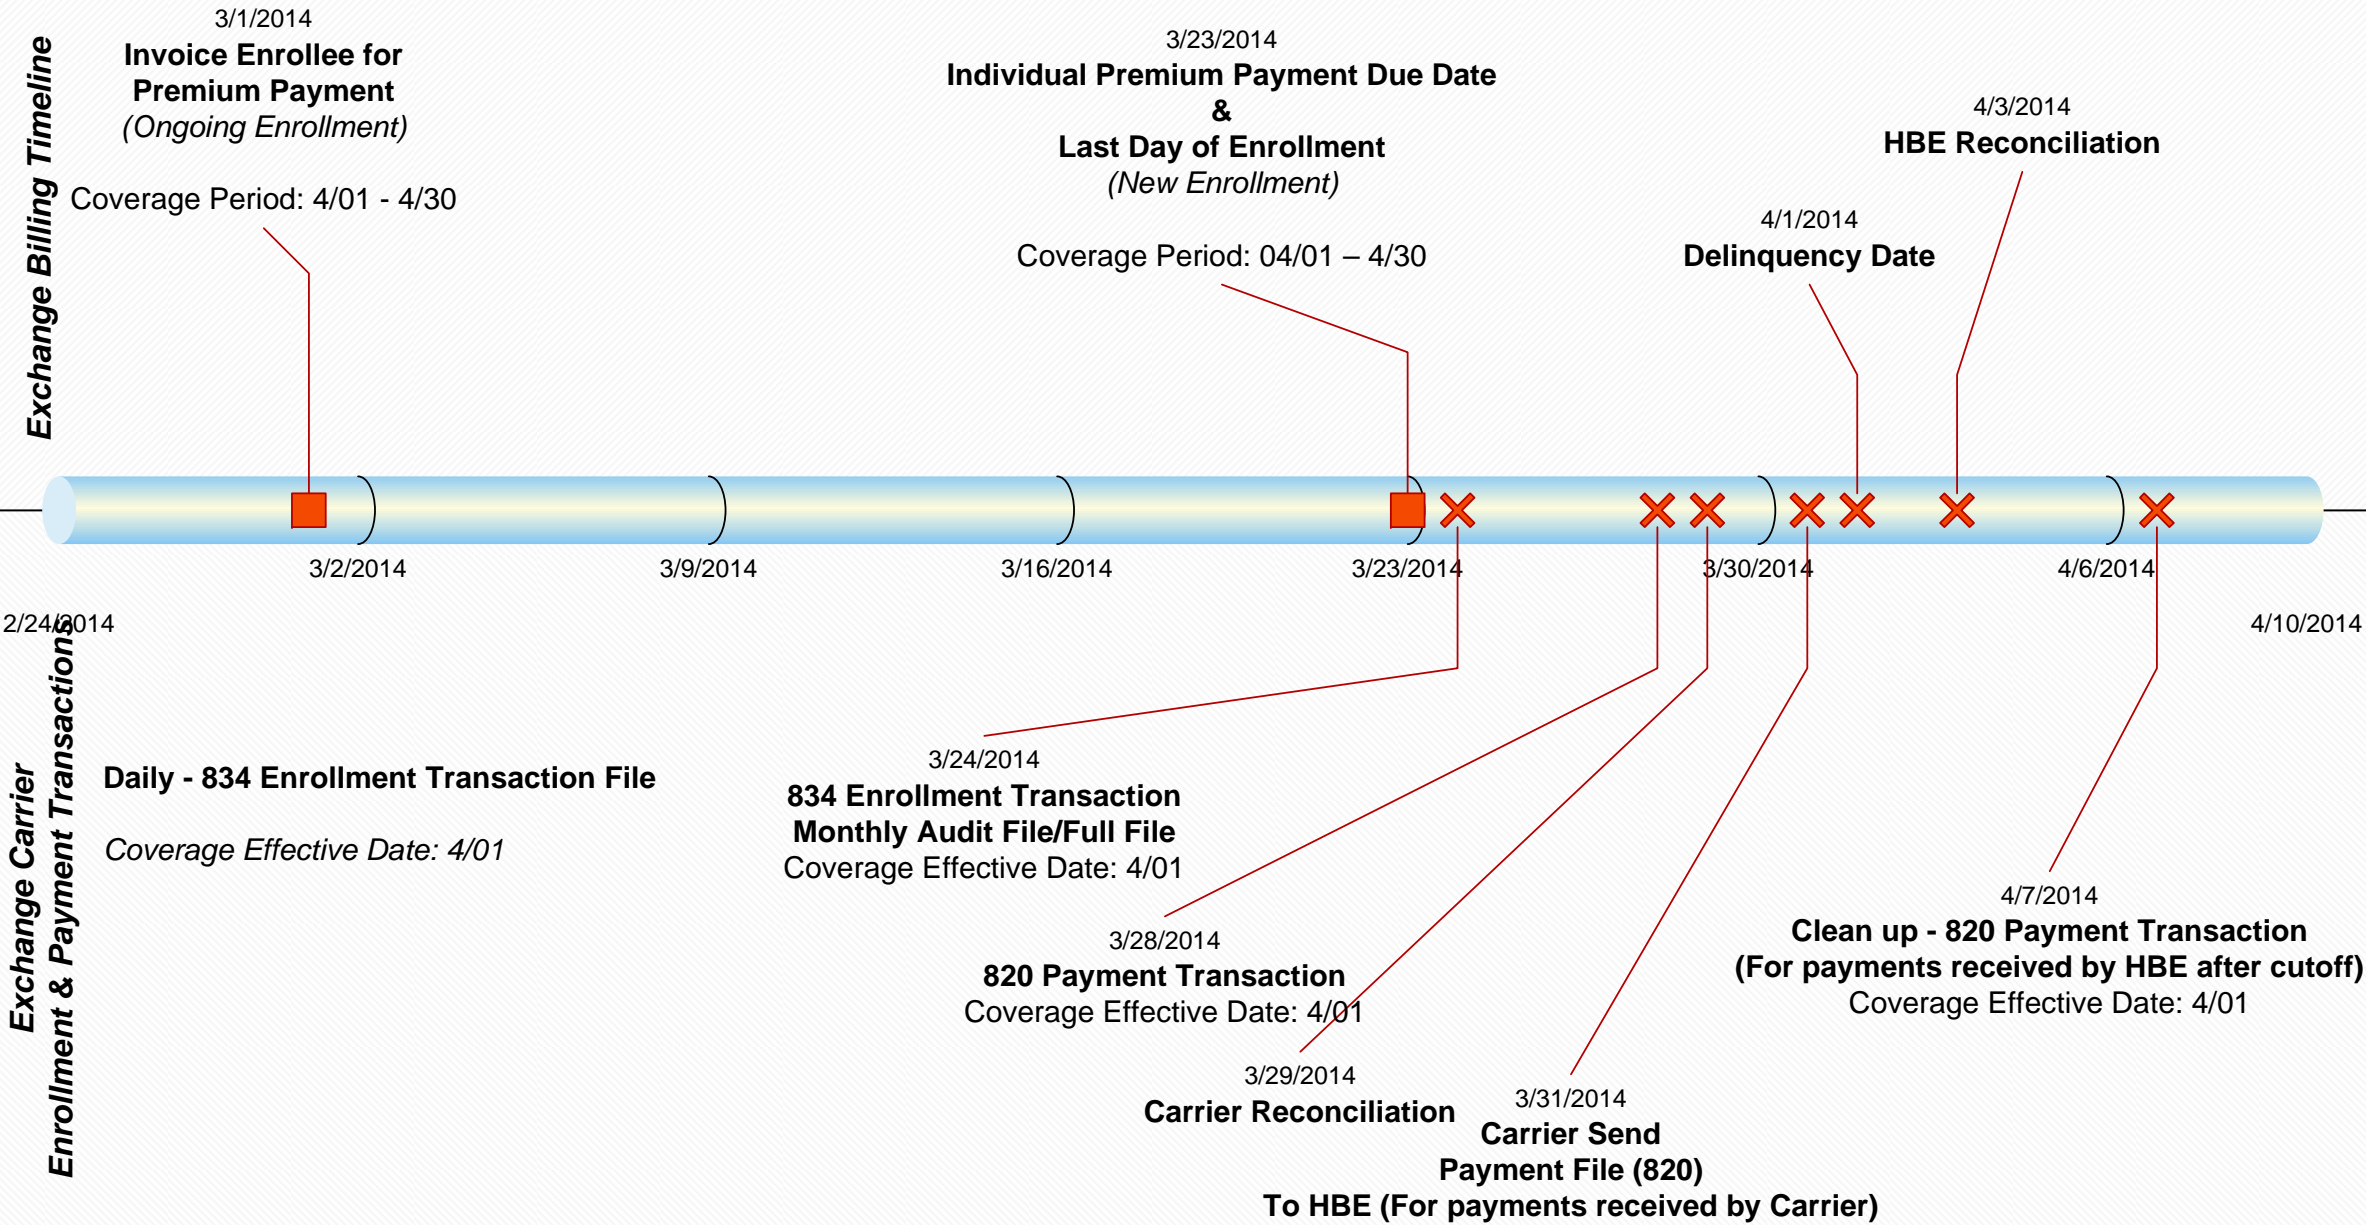 Exchange Billing Timeline
3/1/2014
Invoice Enrollee for
Premium Payment
(Ongoing Enrollment)
Coverage Period: 4/01 - 4/30
3/23/2014
Individual Premium Payment Due Date
&
Last Day of Enrollment
(New Enrollment)
Coverage Period: 04/01 – 4/30
4/1/2014
Delinquency Date
4/3/2014
HBE Reconciliation
3/2/2014
3/9/2014
3/16/2014
3/23/2014
3/30/2014
4/6/2014
2/24/2014
4/10/2014
Exchange Carrier
Enrollment & Payment Transactions
Daily - 834 Enrollment Transaction File
Coverage Effective Date: 4/01
3/24/2014
834 Enrollment Transaction
Monthly Audit File/Full File
Coverage Effective Date: 4/01
3/28/2014
820 Payment Transaction
Coverage Effective Date: 4/01
3/29/2014
Carrier Reconciliation
3/31/2014
Carrier Send
Payment File (820)
To HBE (For payments received by Carrier)
4/7/2014
Clean up - 820 Payment Transaction
(For payments received by HBE after cutoff)
Coverage Effective Date: 4/01